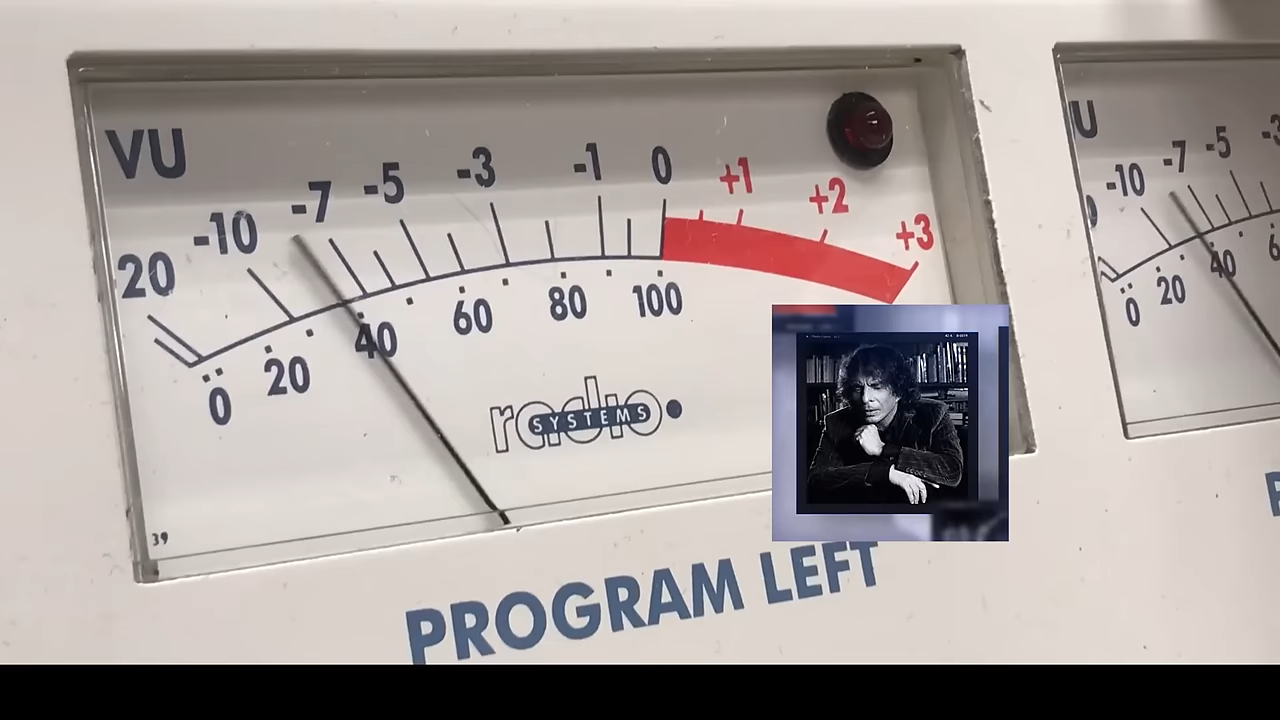 VU
20 -10 -7 -5 -3 -1 0 +1 +2 +3
0 20 40 60 80 100
radio
SYSTEMS
39
PROGRAM LEFT
U
-10 -7 -5
0 20 40